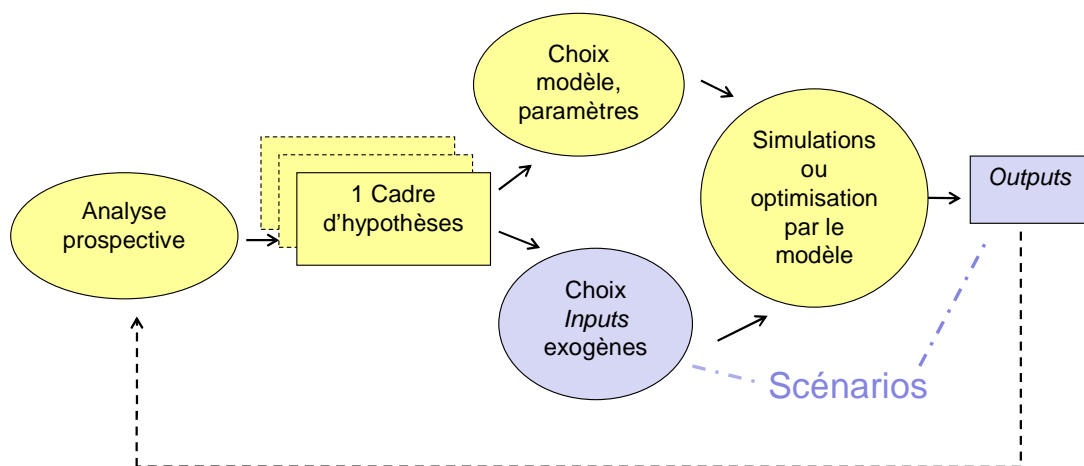 Analyse
prospective
1 Cadre
d'hypothèses
Choix
modèle,
paramètres
Choix
Inputs
exogènes
Simulations
ou
optimisation
par le
modèle
Outputs
Scénarios